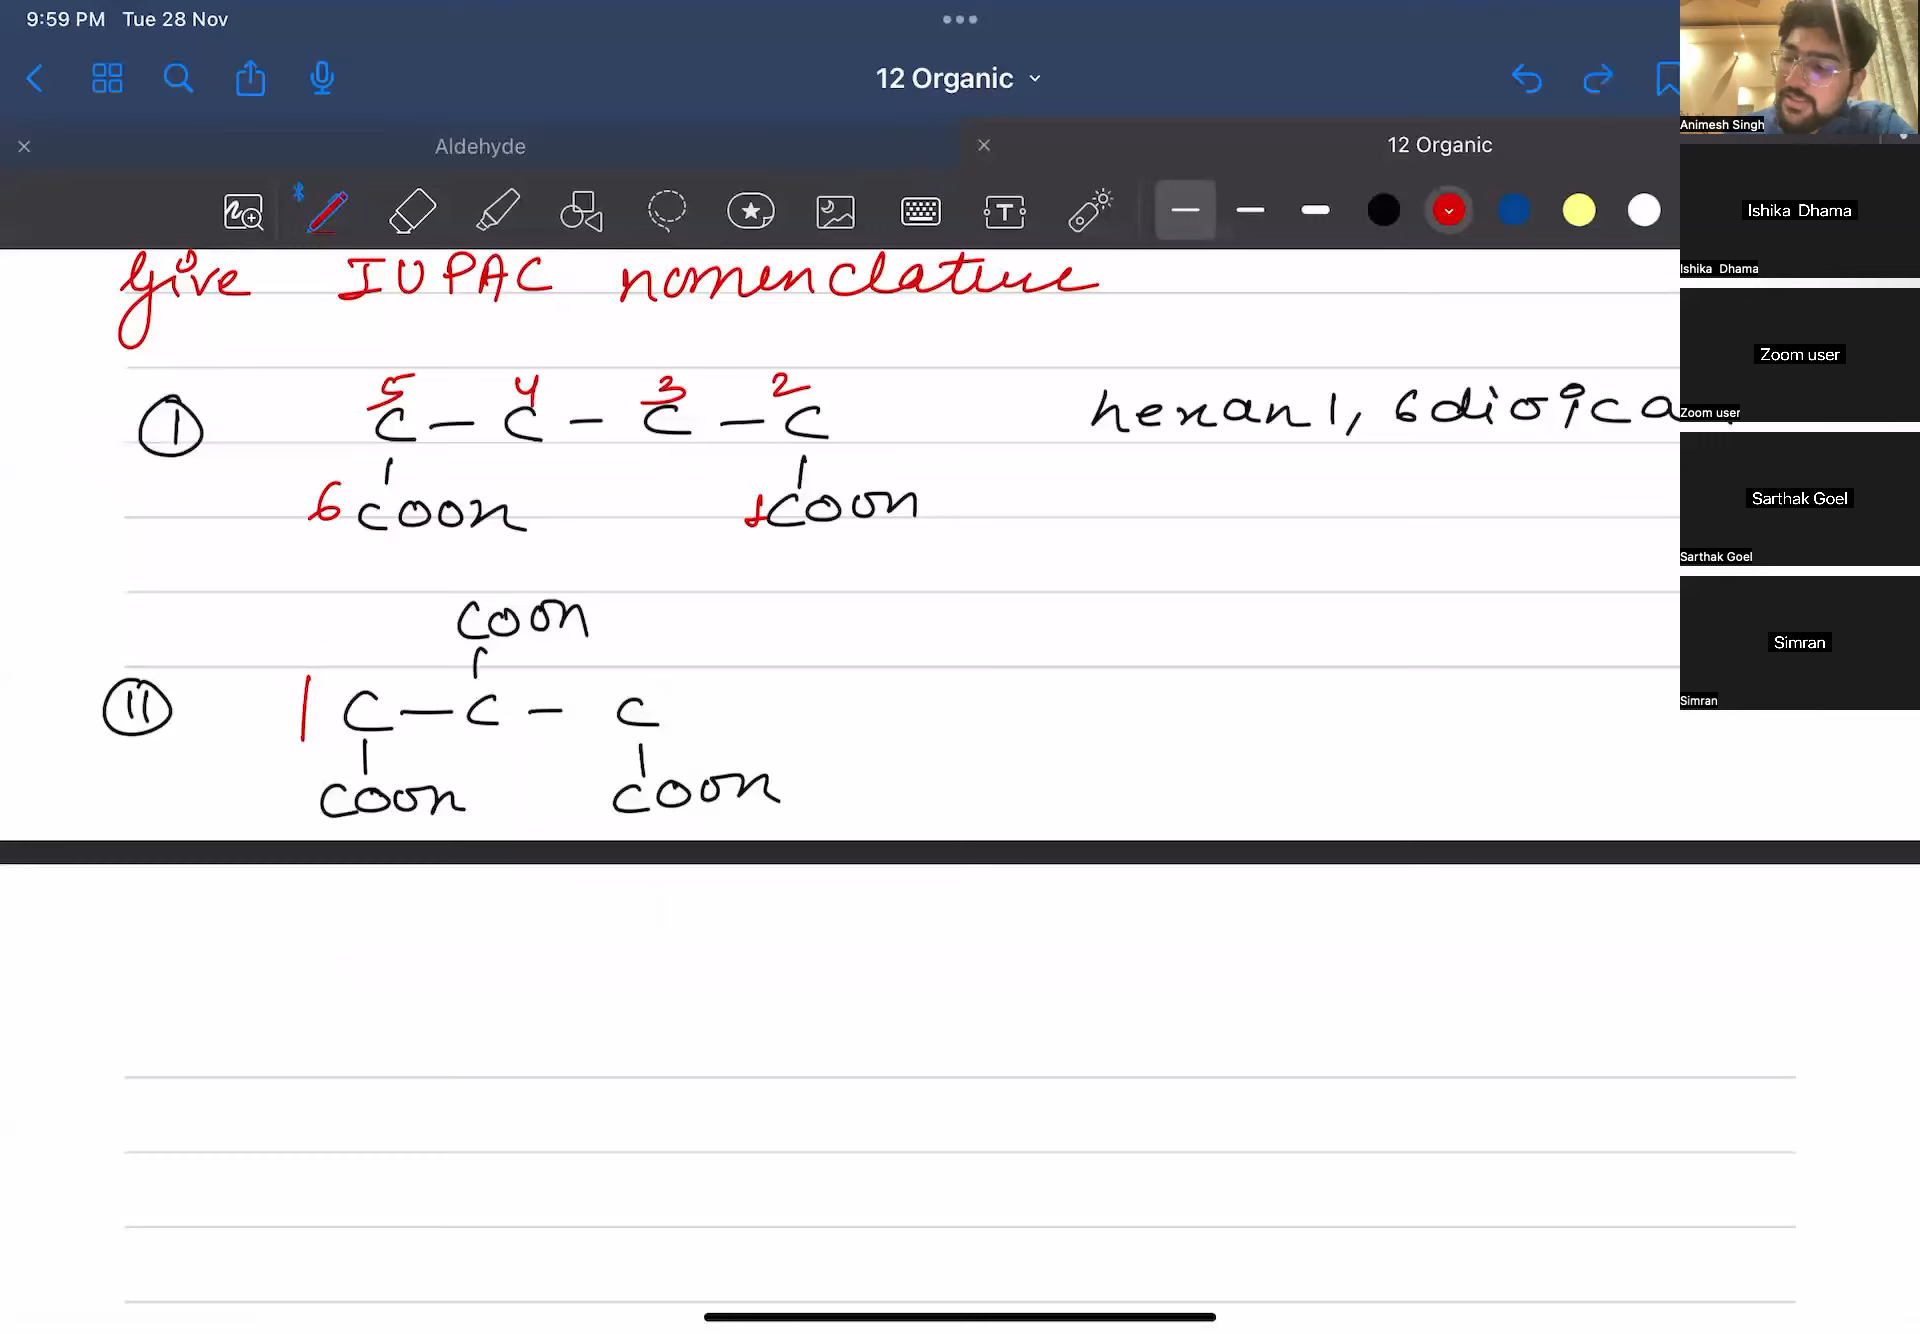 9:59 PM Tue 28 Nov
12 Organic
Aldehyde
12 Organic
T
Animesh Singh
Ishika Dhama
Ishika Dhama
Zoom user
Zoom user
Sarthak Goel
Sarthak Goel
Simran
Simran
Give IUPAC nomenclature
5 4 3 2
I C - C - C - C hexan 1, 6 dioica
6 COOH 1 COOH
COOH
II 1 C - C - C
COOH COOH